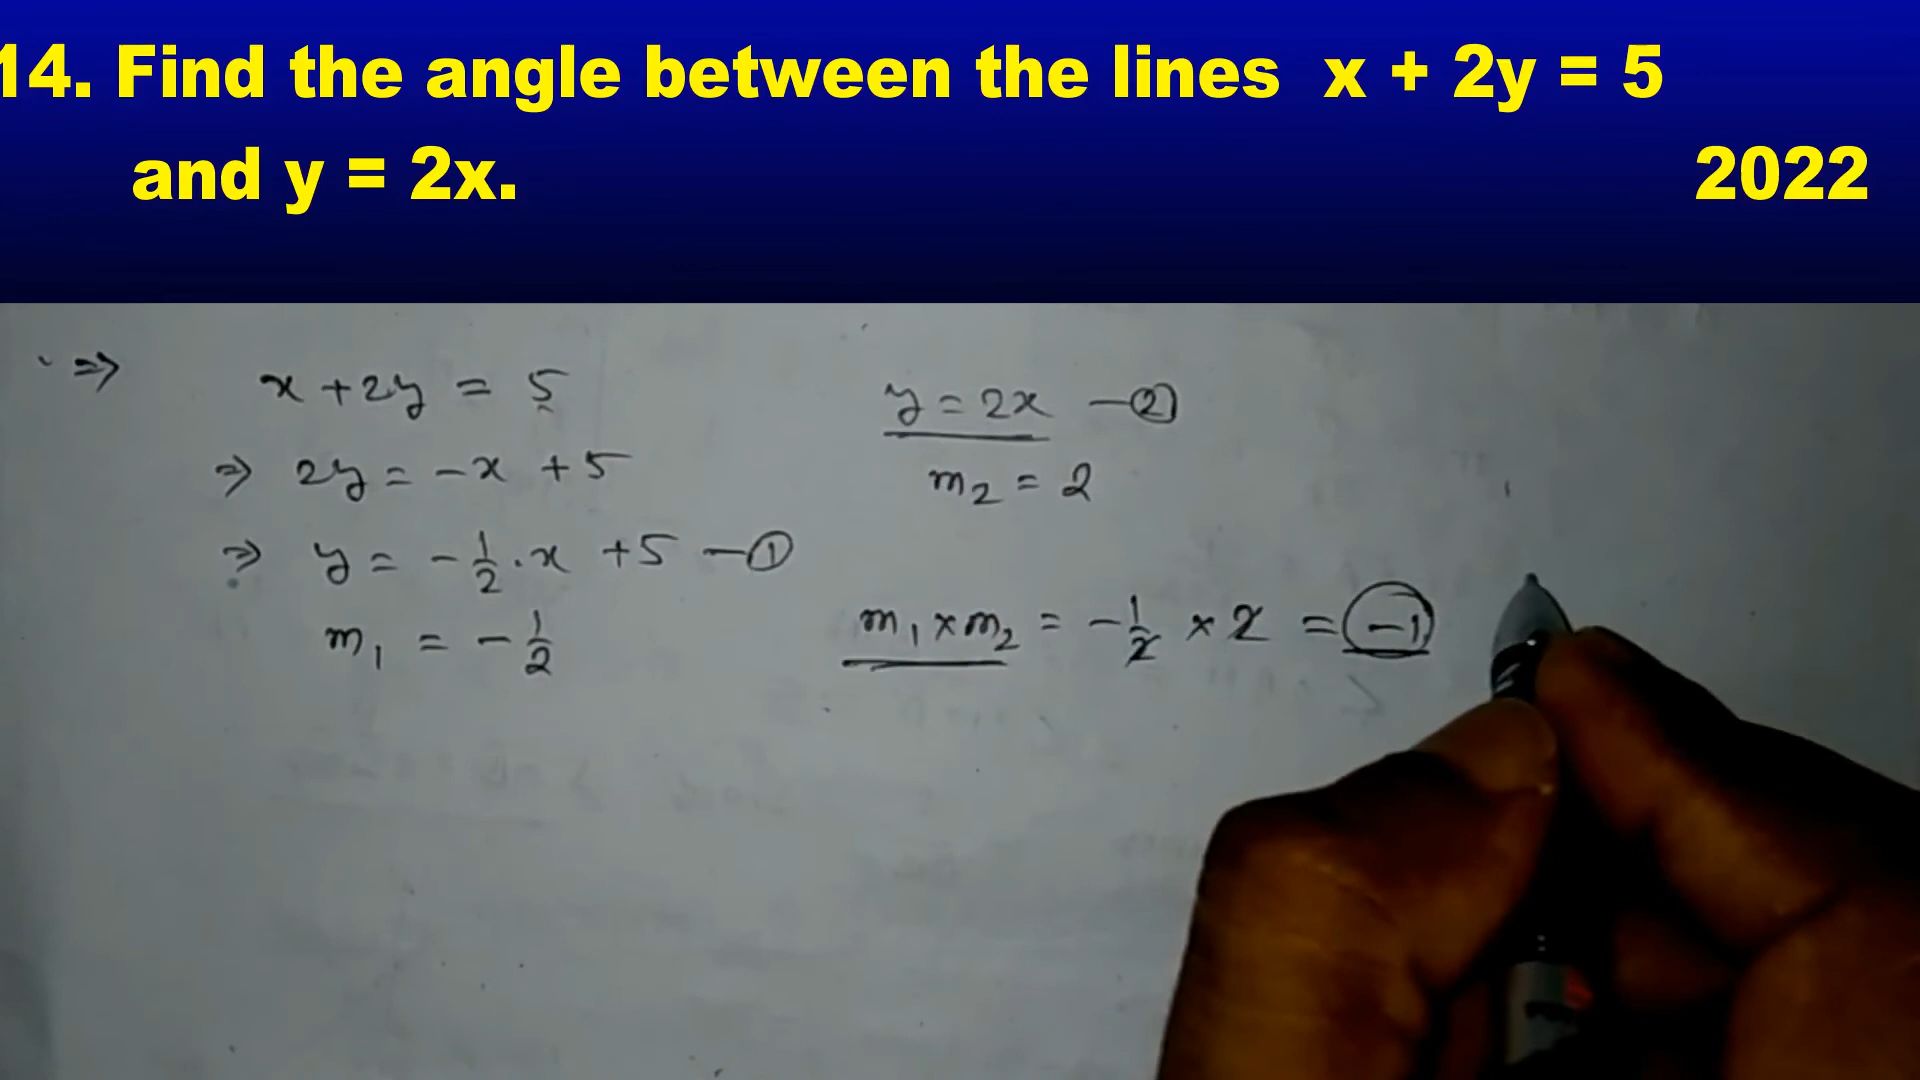 14. Find the angle between the lines x + 2y = 5
and y = 2x. 2022
⇒ x + 2y = 5
⇒ 2y = -x + 5
⇒ y = -1/2 . x + 5 — ①
m₁ = -1/2
y = 2x — ②
m₂ = 2
m₁ × m₂ = -1/2 × 2 = -1